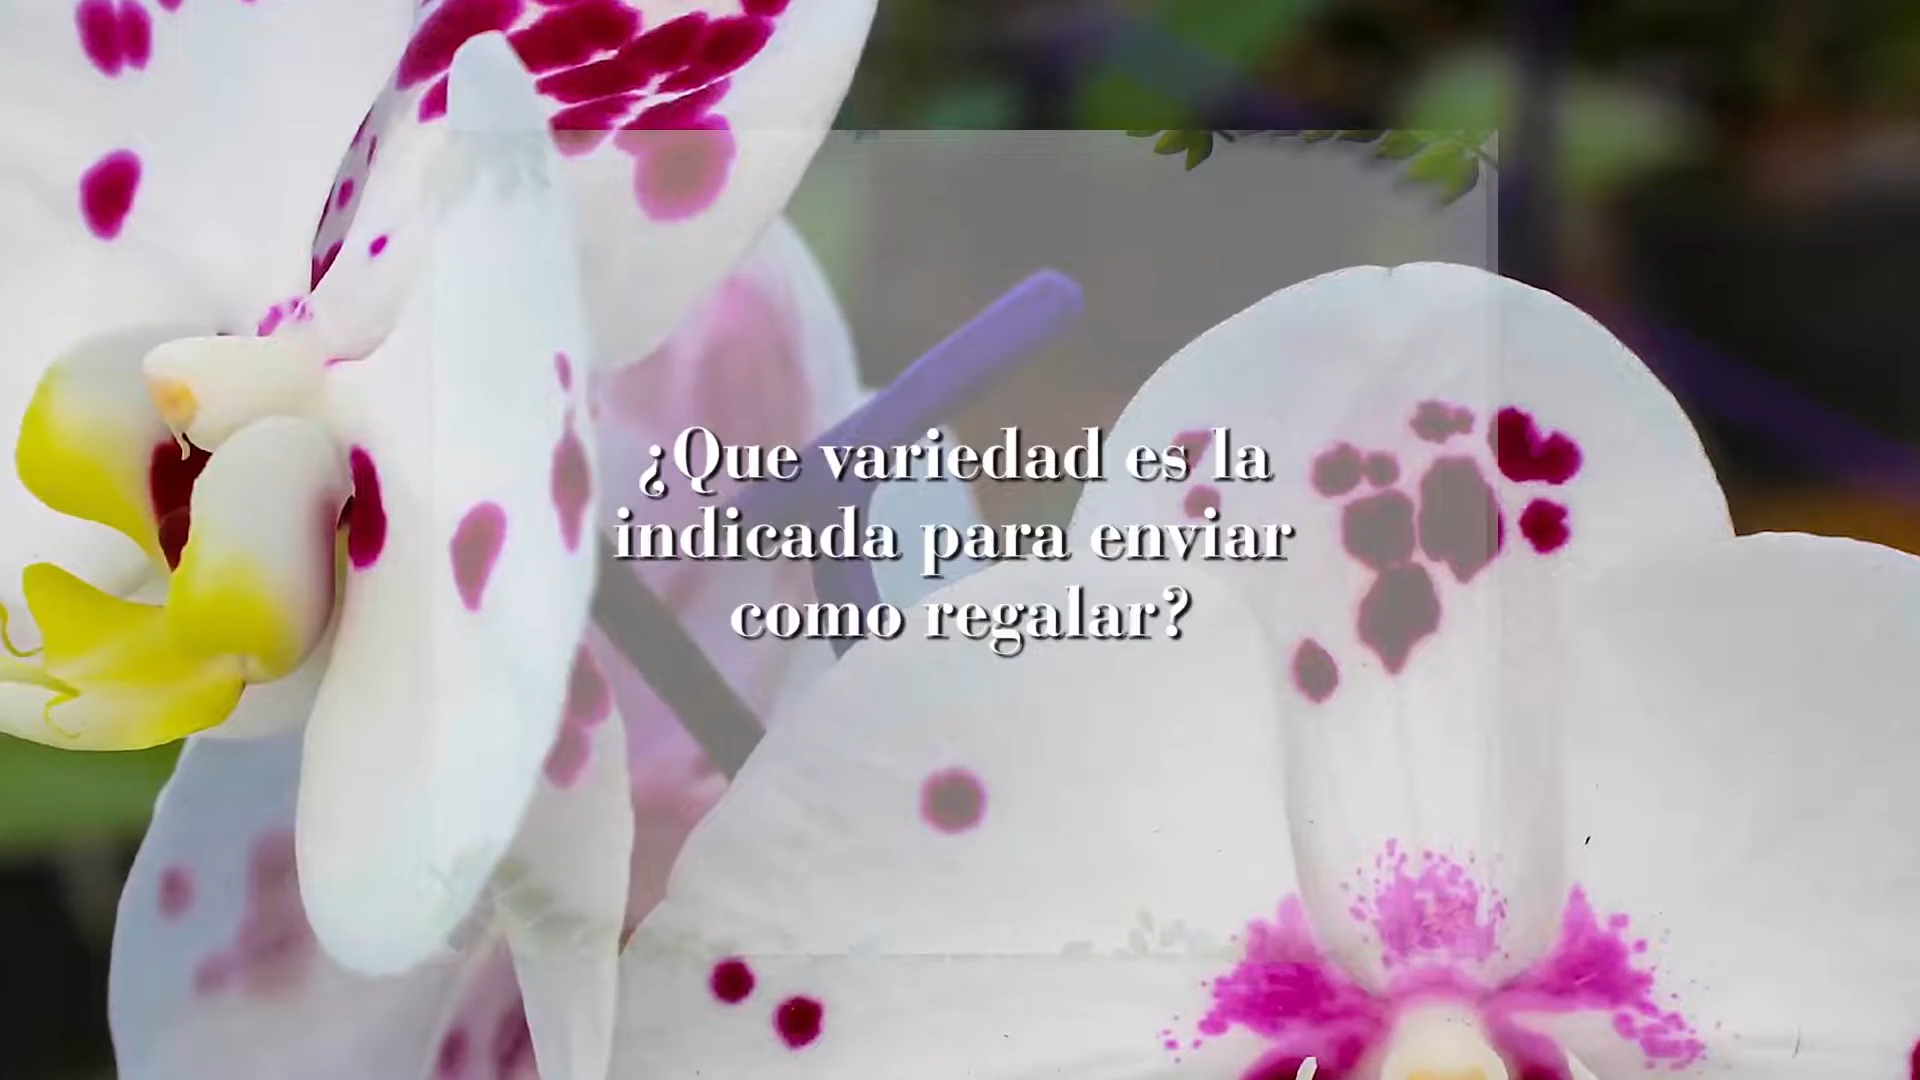 ¿Que variedad es la
indicada para enviar
como regalar?